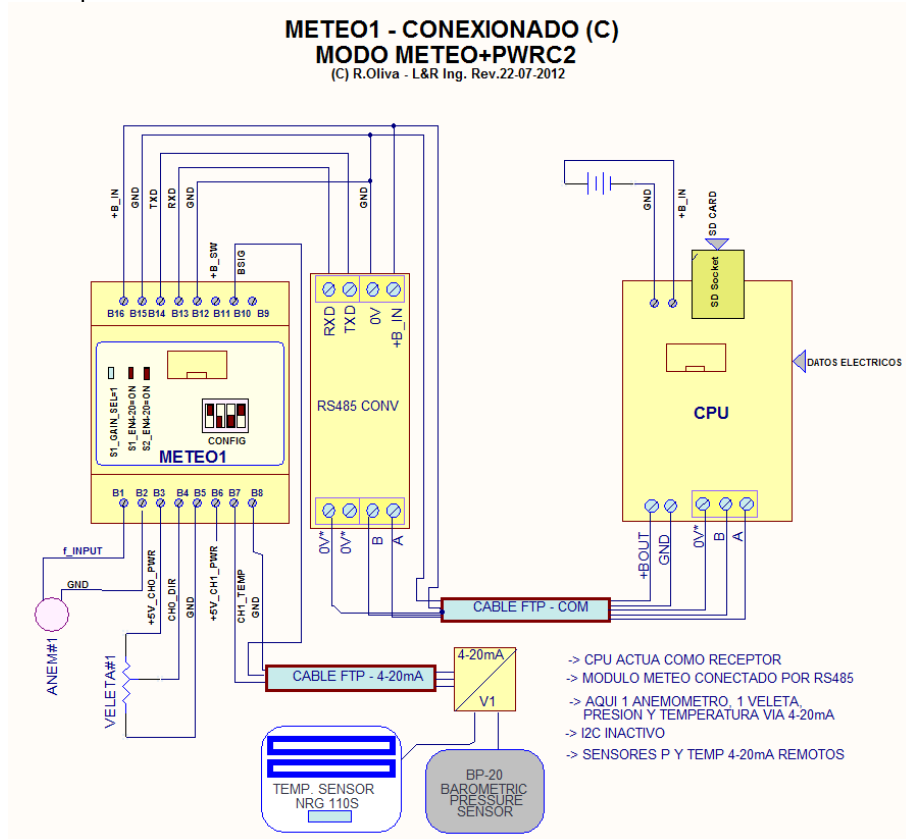 METEO1 - CONEXIONADO (C)
MODO METEO+PWRC2
(C) R.Oliva - L&R Ing. Rev.22-07-2012
+B_IN
GND
TXD
RXD
GND
+B_SW
BSIG
GND
GND
+B_IN
SD CARD
SD Socket
B16
B15
B14
B13
B12
B11
B10
B9
RXD
TXD
0V
+B_IN
S1_GAIN_SEL=1
S1_EN4-20=ON
S2_EN4-20=ON
CONFIG
METEO1
RS485 CONV
CPU
DATOS ELECTRICOS
B1
B2
B3
B4
B5
B6
B7
B8
0V*
0V*
B
A
+BOUT
GND
0V*
B
A
f_INPUT
GND
+5V_CH0_PWR
CH0_DIR
GND
+5V_CH1_PWR
CH1_TEMP
GND
ANEM#1
VELETA#1
CABLE FTP - COM
CABLE FTP - 4-20mA
4-20mA
V1
TEMP. SENSOR
NRG 110S
BP-20
BAROMETRIC
PRESSURE
SENSOR
-> CPU ACTUA COMO RECEPTOR
-> MODULO METEO CONECTADO POR RS485
-> AQUI 1 ANEMOMETRO, 1 VELETA,
PRESION Y TEMPERATURA VIA 4-20mA
-> I2C INACTIVO
-> SENSORES P Y TEMP 4-20mA REMOTOS